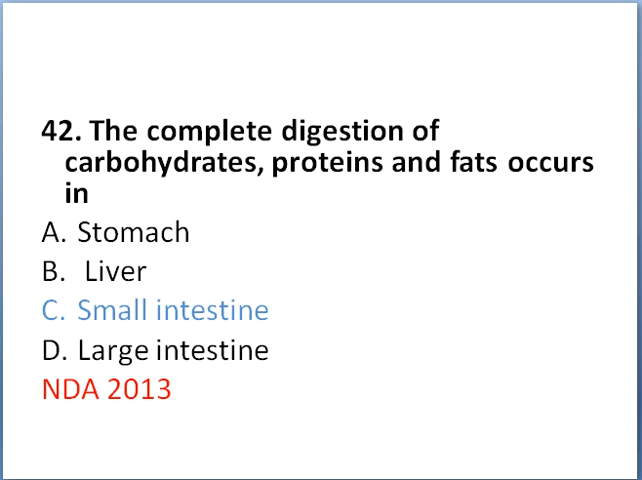 42. The complete digestion of
carbohydrates, proteins and fats occurs
in
A. Stomach
B. Liver
C. Small intestine
D. Large intestine
NDA 2013